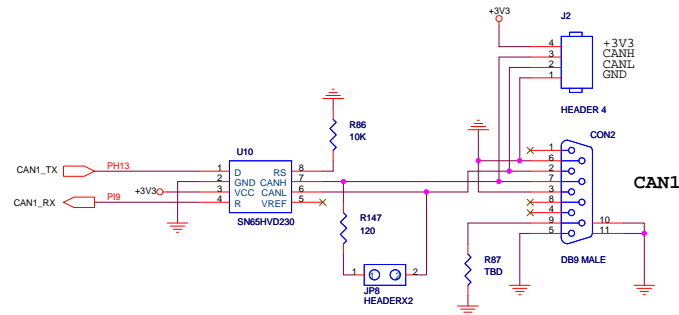 +3V3
J2
4 +3V3
3 CANH
2 CANL
1 GND
HEADER 4
R86
10K
CON2
U10
CAN1_TX PH13 1 D RS 8
2 GND CANH 7
+3V3 3 VCC CANL 6
CAN1_RX PI9 4 R VREF 5
SN65HVD230
1
6
2
7
3
8
4
9 10
5 11
CAN1
DB9 MALE
R147
120
R87
TBD
1 1 2 2
JP8
HEADERX2